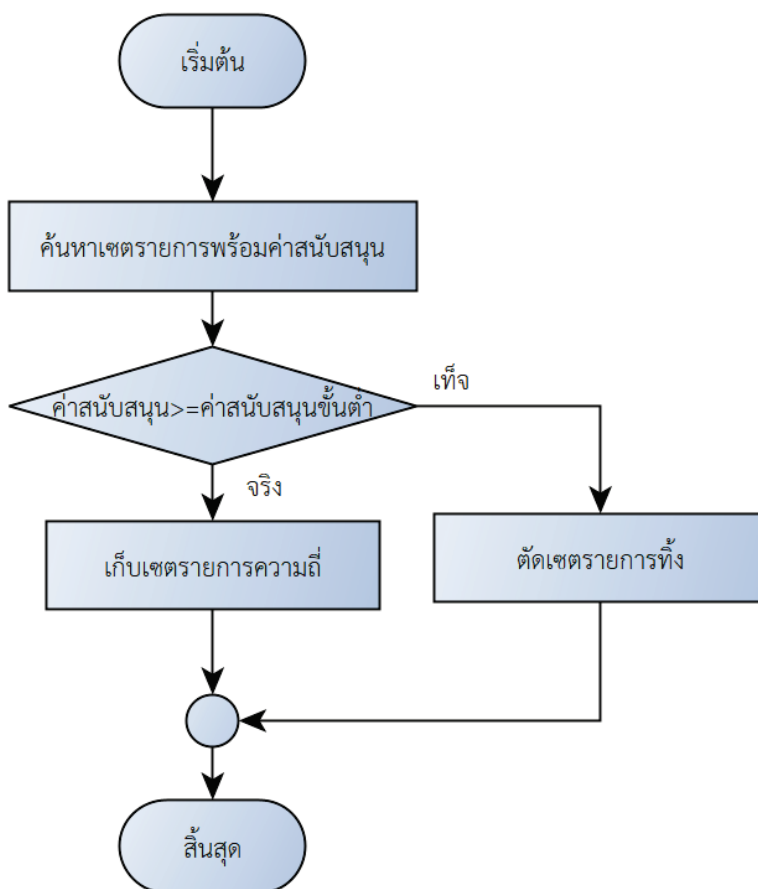 เริ่มต้น
ค้นหาเซตรายการพร้อมค่าสนับสนุน
ค่าสนับสนุน>=ค่าสนับสนุนขั้นต่ำ
เท็จ
จริง
เก็บเซตรายการความถี่
ตัดเซตรายการทิ้ง
สิ้นสุด